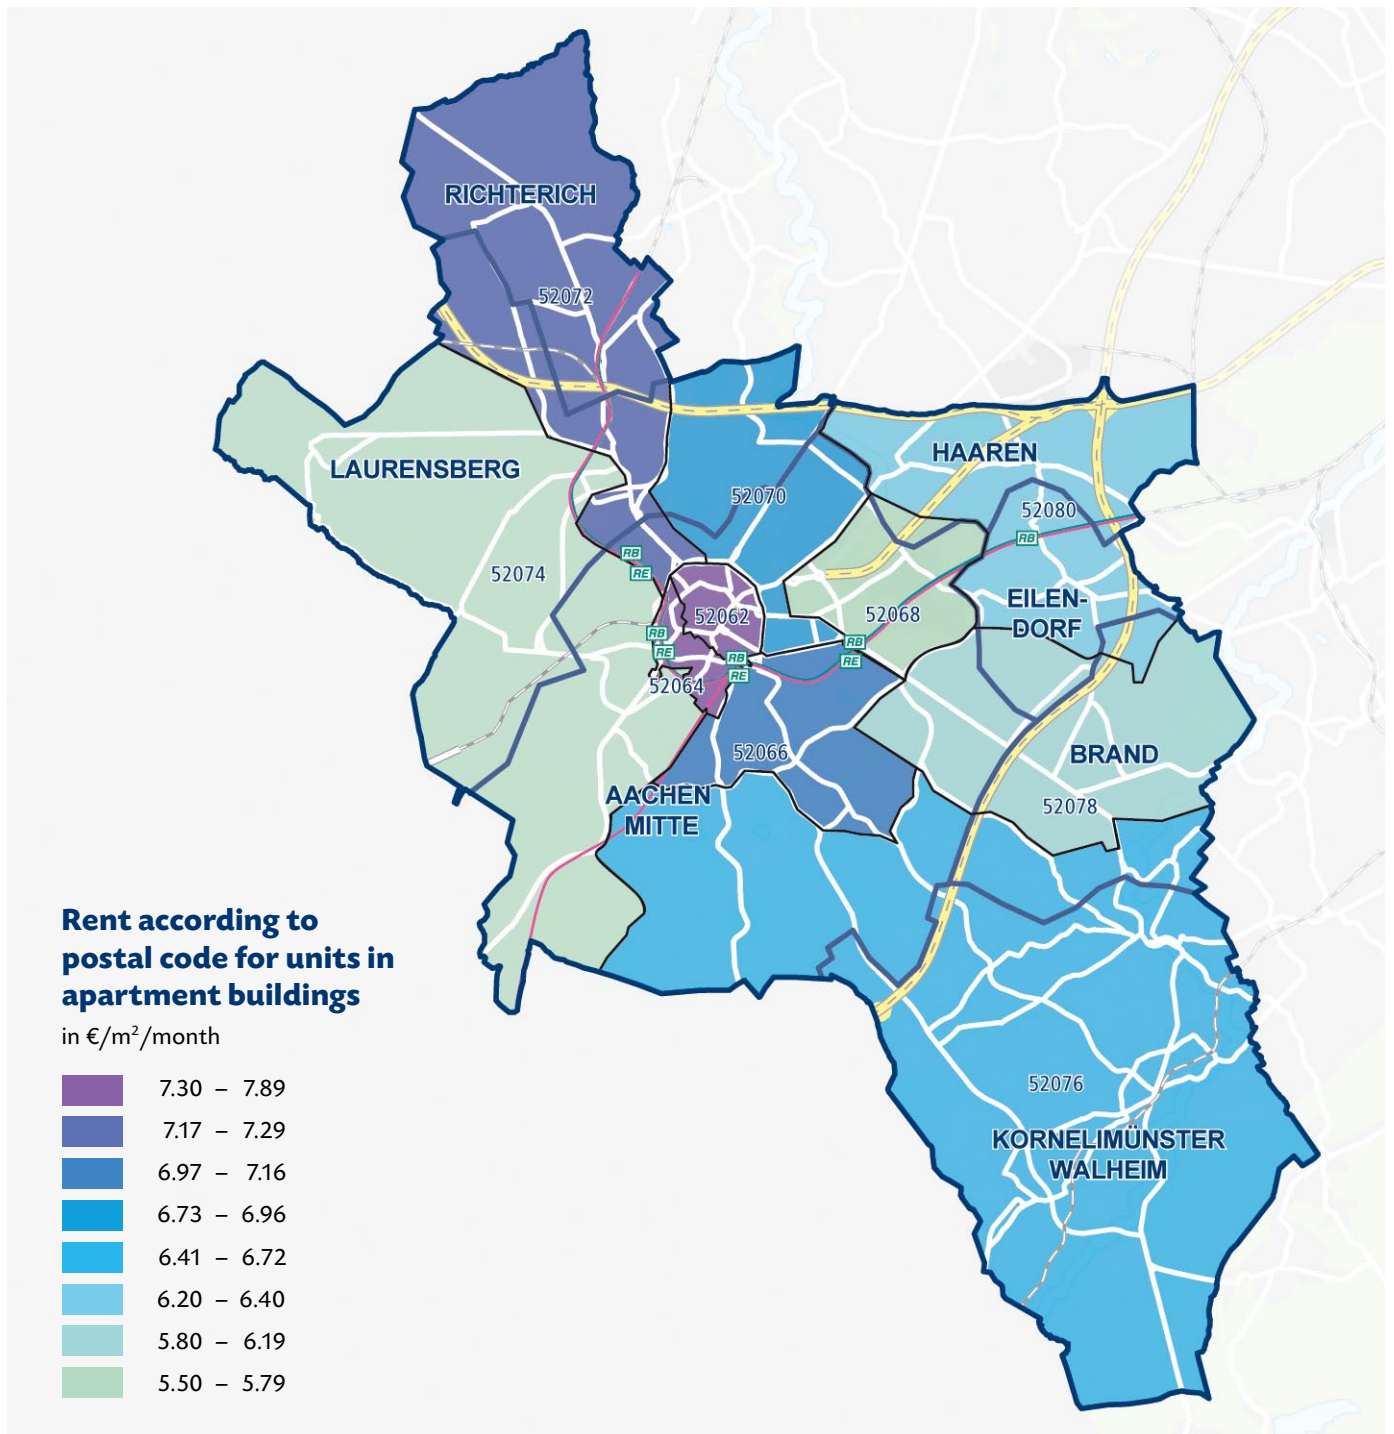 RICHTERICH
52072
LAURENSBERG
HAAREN
52070
52080
RB
RB
RE
52074
EILEN-
DORF
52062
52068
RB
RE
RB
RE
RB
RE
52064
52066
BRAND
AACHEN
MITTE
52078
52076
KORNELIMÜNSTER
WALHEIM
Rent according to
postal code for units in
apartment buildings
in €/m²/month
7.30 – 7.89
7.17 – 7.29
6.97 – 7.16
6.73 – 6.96
6.41 – 6.72
6.20 – 6.40
5.80 – 6.19
5.50 – 5.79